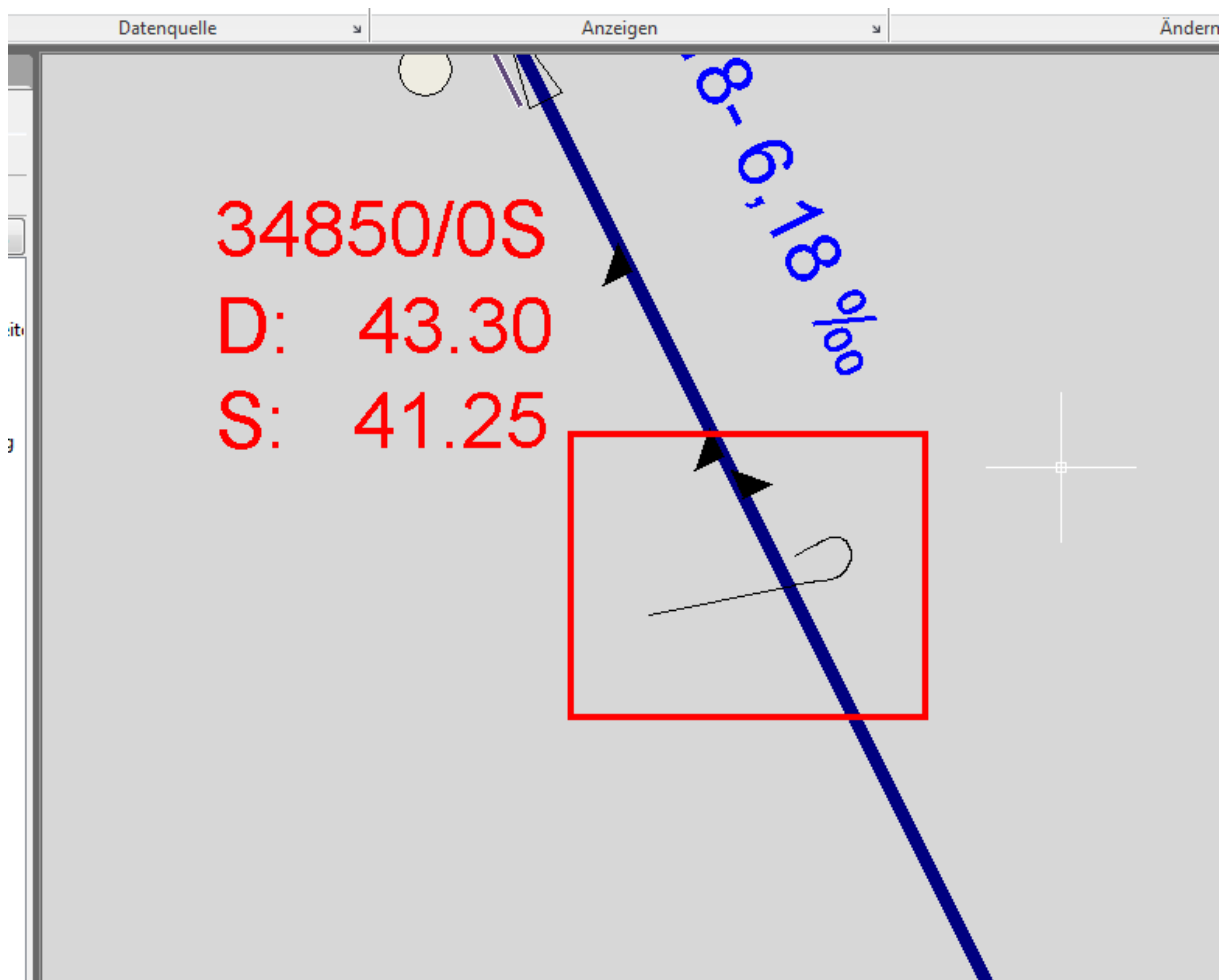 Datenquelle
Anzeigen
Ändern
8- 6,18 ‰
34850/0S
D: 43.30
S: 41.25
g